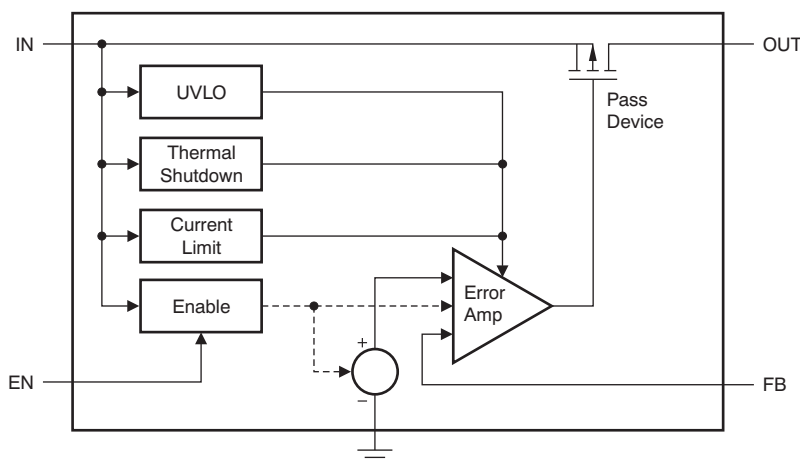 IN
OUT
UVLO
Pass
Device
Thermal
Shutdown
Current
Limit
Enable
Error
Amp
+
−
EN
FB